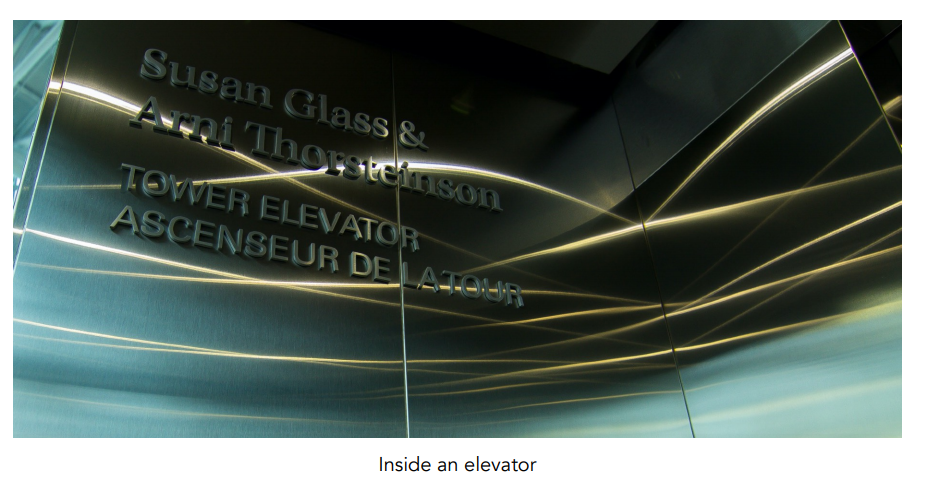 Susan Glass &
Arni Thorsteinson
TOWER ELEVATOR
ASCENSEUR DE LA TOUR
Inside an elevator